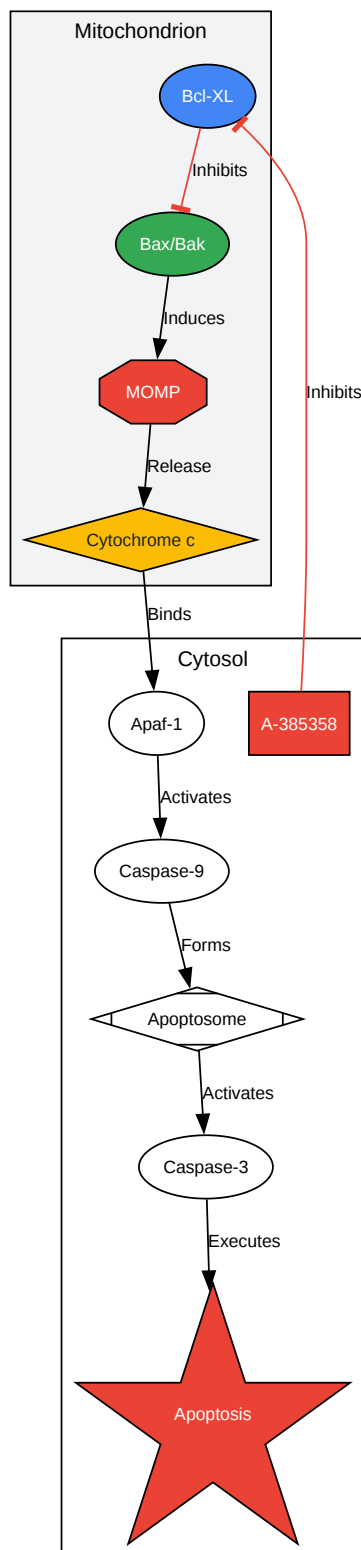 Mitochondrion
Bcl-XL
Inhibits
Bax/Bak
Induces
MOMP
Inhibits
Release
Cytochrome c
Binds
Cytosol
Apaf-1
A-385358
Activates
Caspase-9
Forms
Apoptosome
Activates
Caspase-3
Executes
Apoptosis